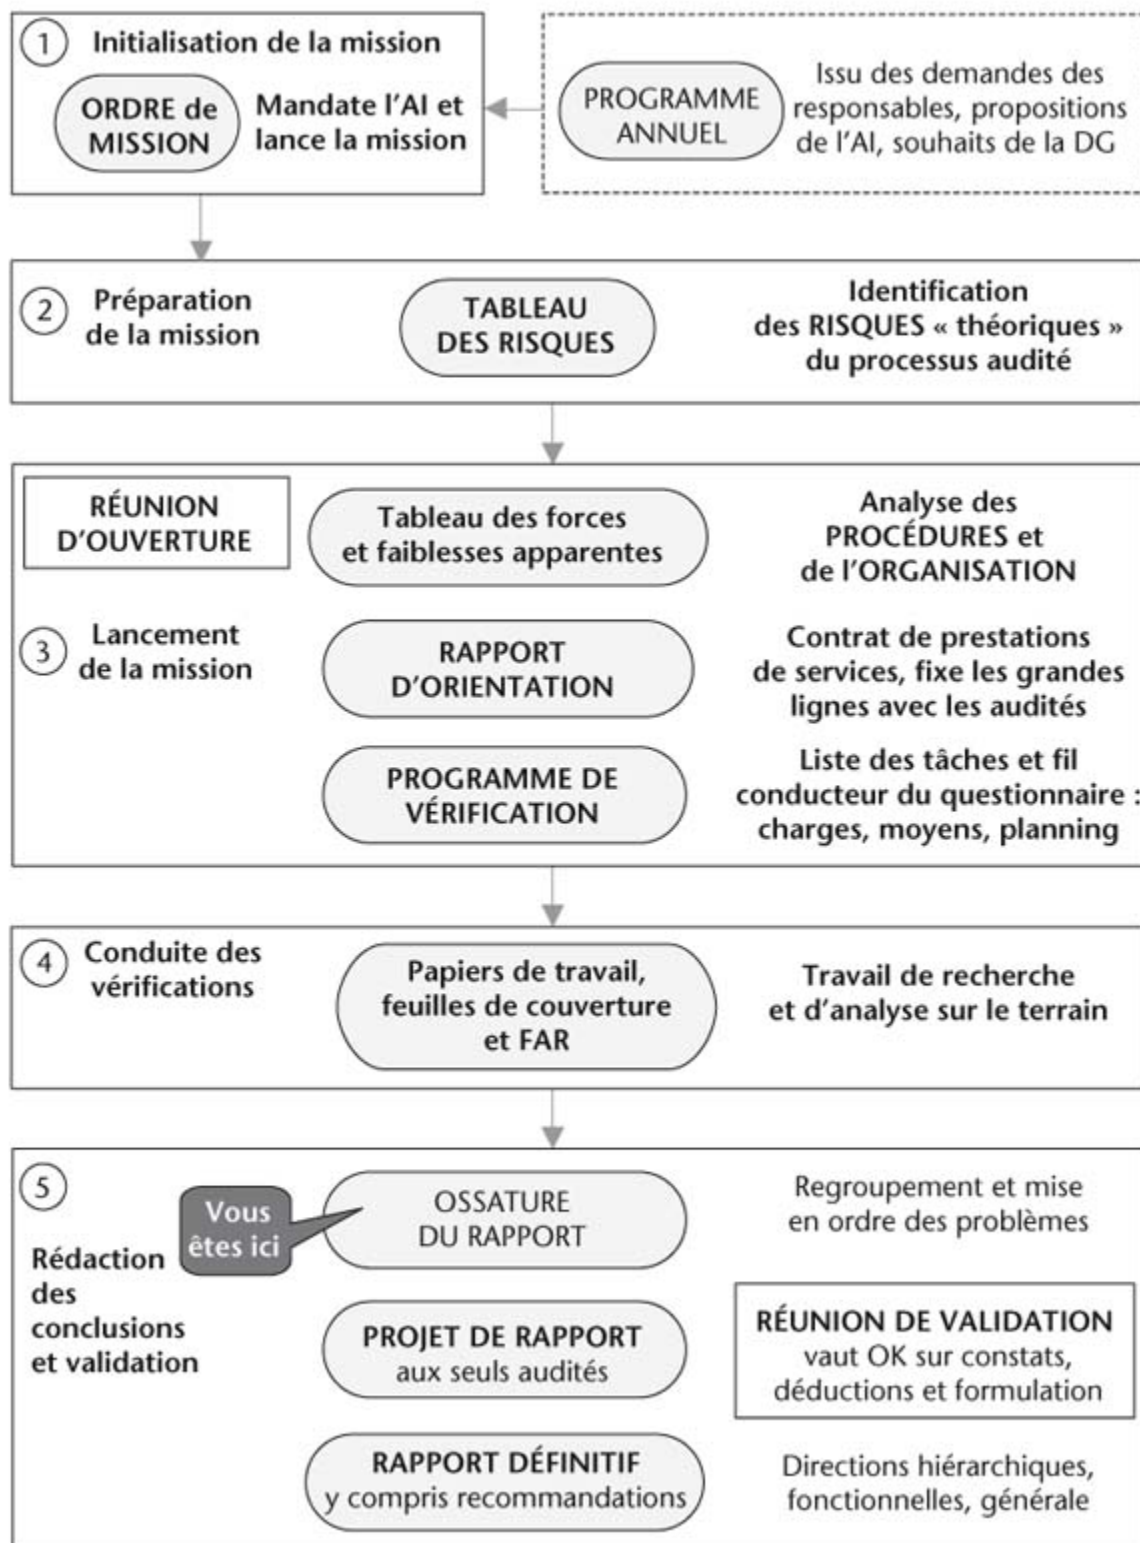 1 Initialisation de la mission
ORDRE de
MISSION
Mandate l’AI et
lance la mission
PROGRAMME
ANNUEL
Issu des demandes des
responsables, propositions
de l’AI, souhaits de la DG
2 Préparation
de la mission
TABLEAU
DES RISQUES
Identification
des RISQUES « théoriques »
du processus audité
RÉUNION
D’OUVERTURE
Tableau des forces
et faiblesses apparentes
Analyse des
PROCÉDURES et
de l’ORGANISATION
3 Lancement
de la mission
RAPPORT
D’ORIENTATION
Contrat de prestations
de services, fixe les grandes
lignes avec les audités
PROGRAMME DE
VÉRIFICATION
Liste des tâches et fil
conducteur du questionnaire :
charges, moyens, planning
4 Conduite des
vérifications
Papiers de travail,
feuilles de couverture
et FAR
Travail de recherche
et d’analyse sur le terrain
5
Rédaction
des
conclusions
et validation
Vous
êtes ici
OSSATURE
DU RAPPORT
Regroupement et mise
en ordre des problèmes
PROJET DE RAPPORT
aux seuls audités
RÉUNION DE VALIDATION
vaut OK sur constats,
déductions et formulation
RAPPORT DÉFINITIF
y compris recommandations
Directions hiérarchiques,
fonctionnelles, générale